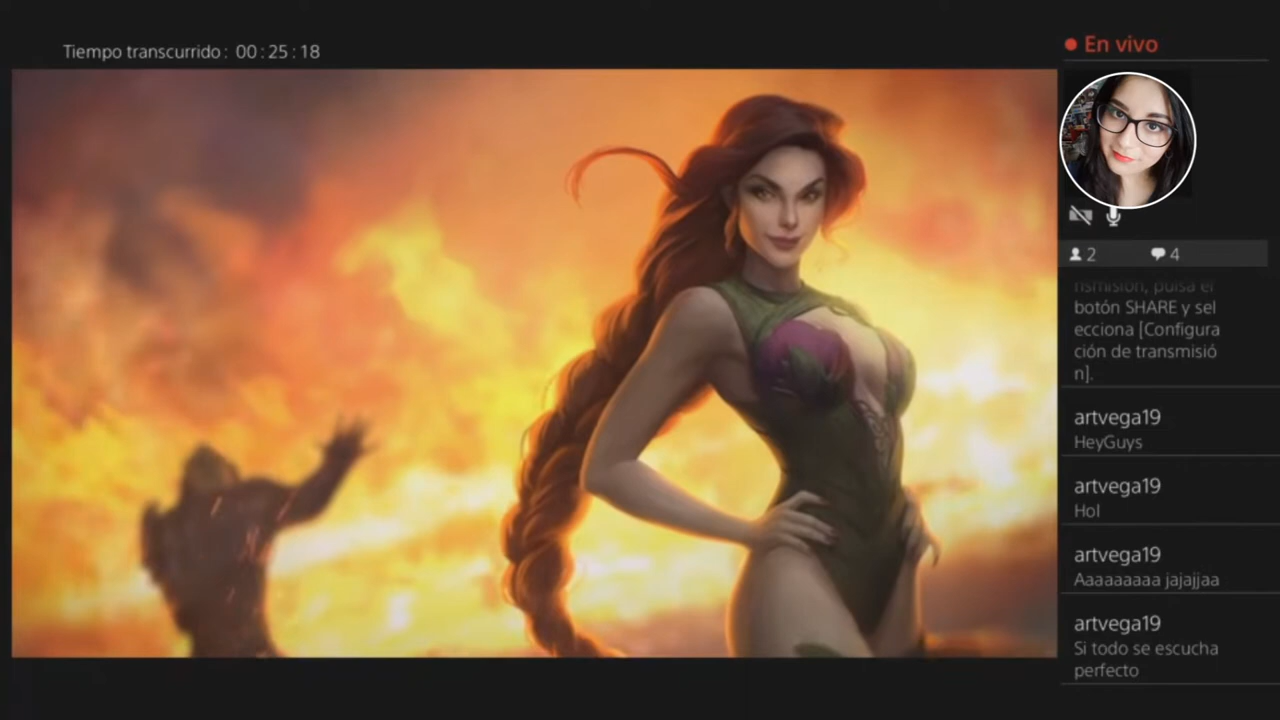 Tiempo transcurrido: 00:25:18
En vivo
2 4
nsmisión, pulsa el
botón SHARE y sel
ecciona [Configura
ción de transmisió
n].
artvega19
HeyGuys
artvega19
Hol
artvega19
Aaaaaaaaa jajajjaa
artvega19
Si todo se escucha
perfecto